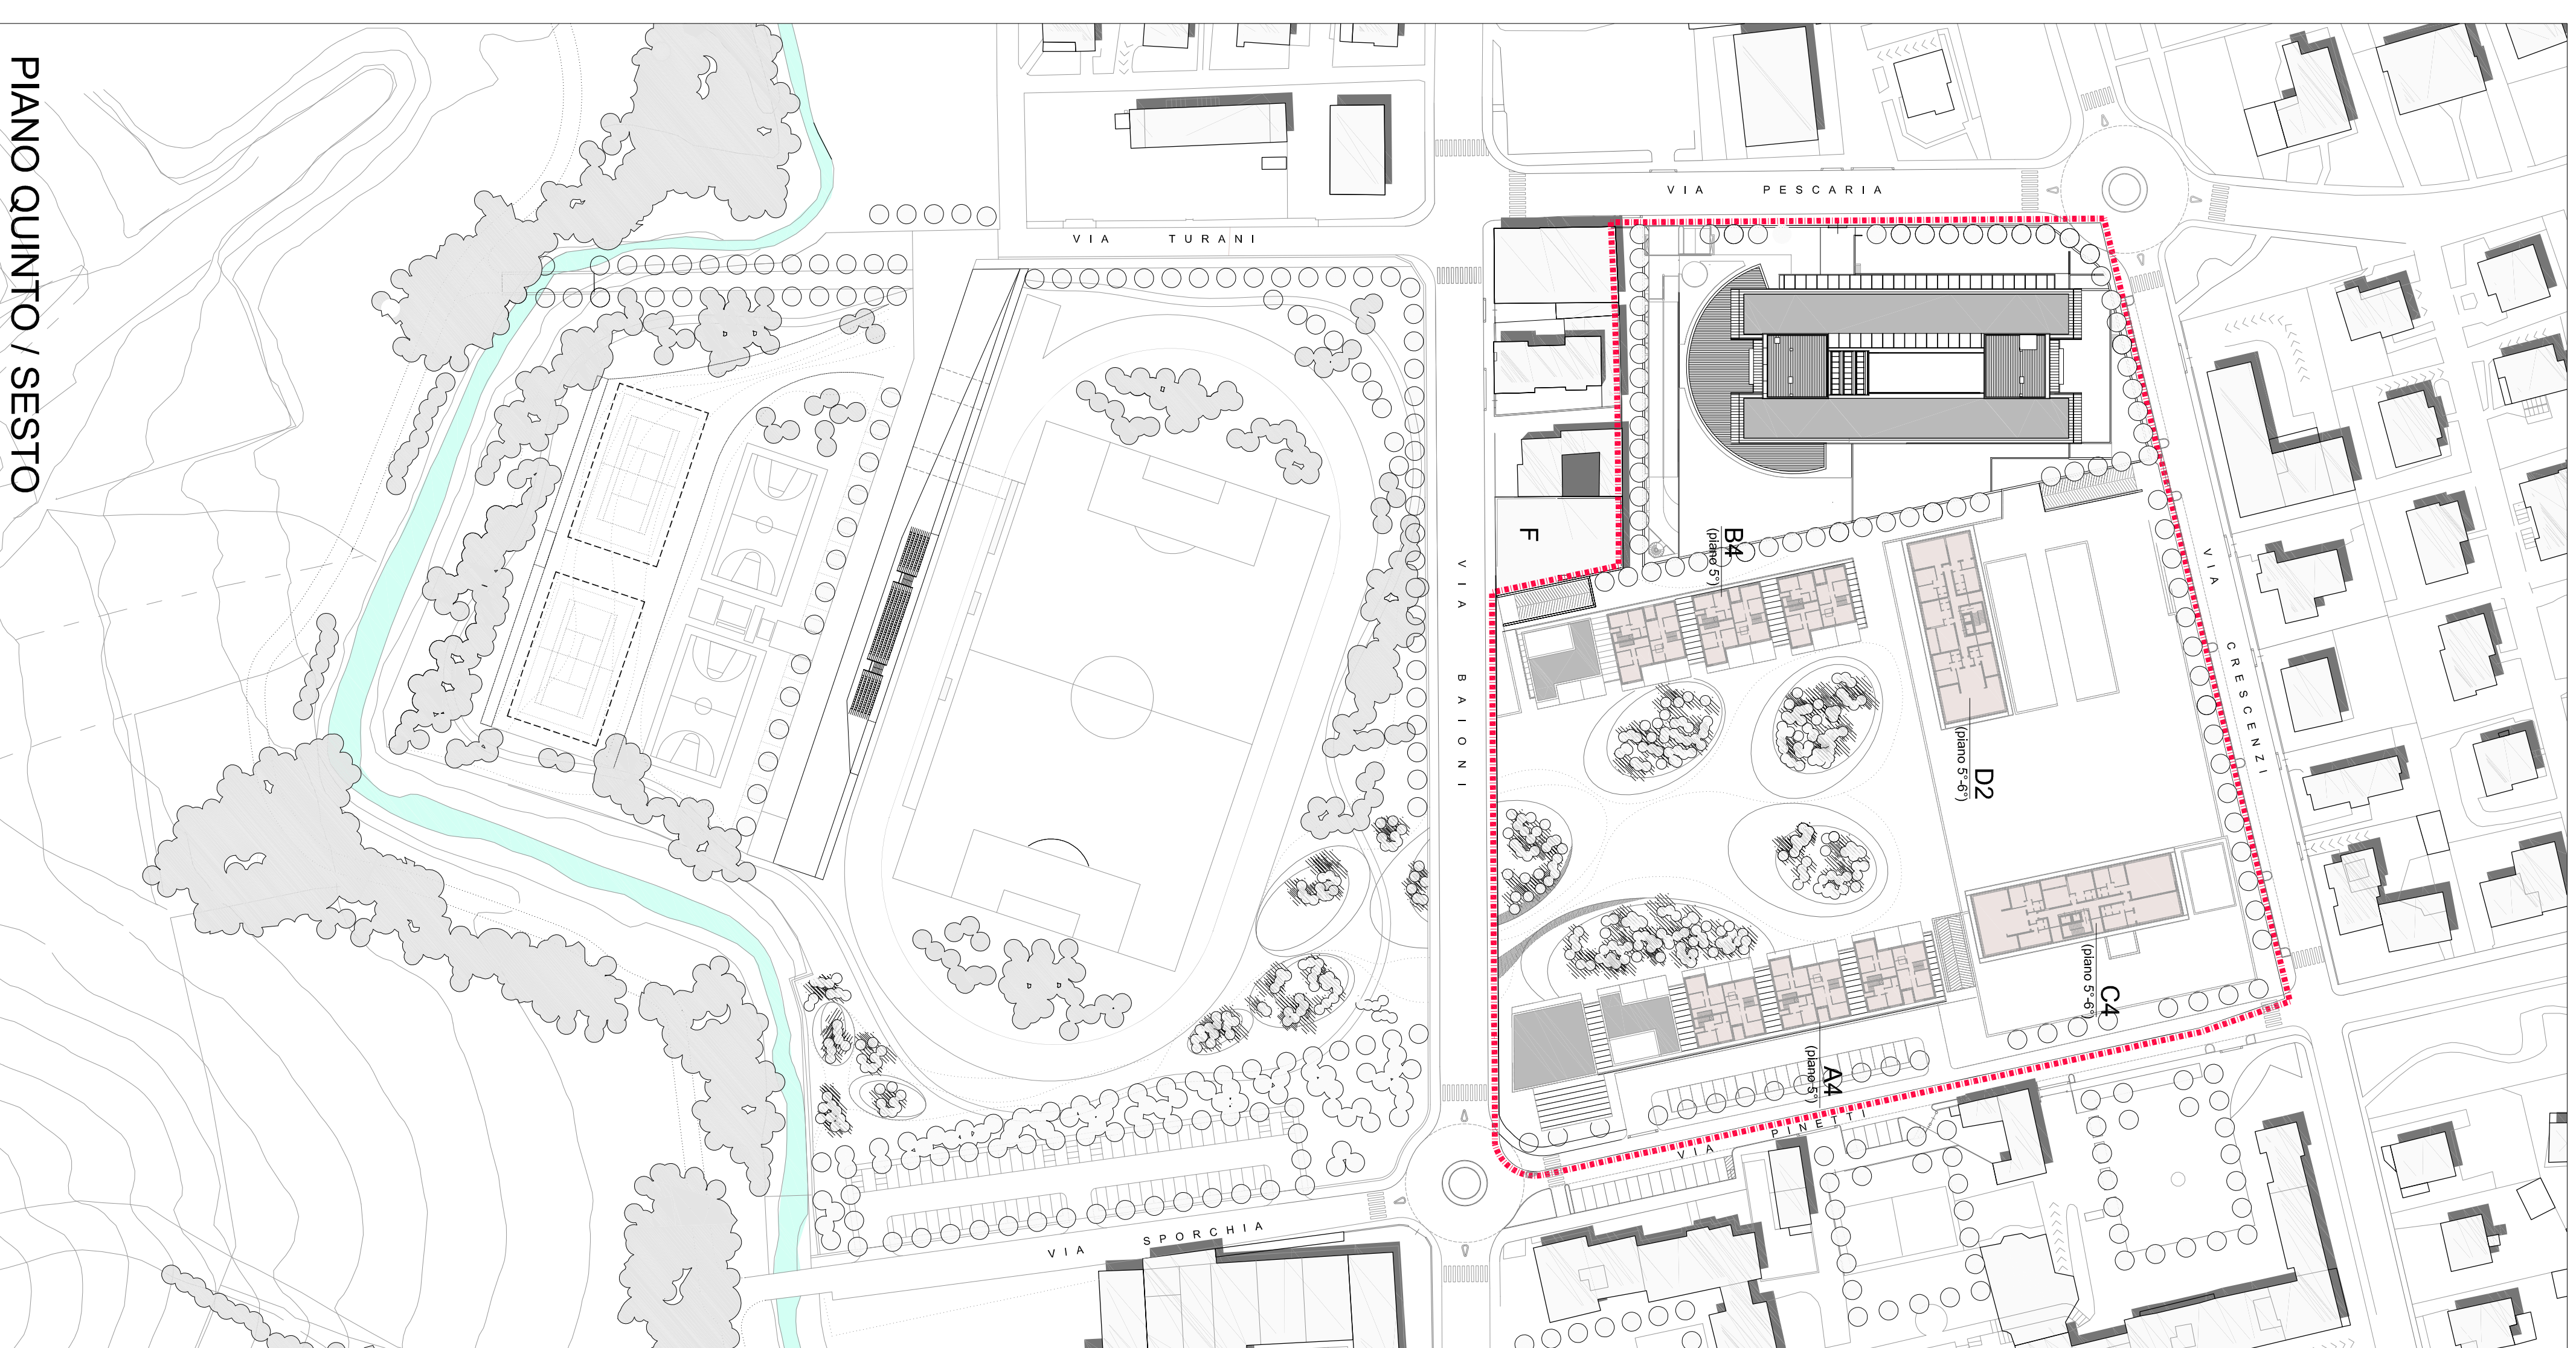 PIANO QUINTO / SESTO
VIA PESCARIA
VIA TURANI
F
B4
(piano 5°)
VIA CRESCENZI
VIA BAIONI
D2
(piano 5°-6°)
C4
(piano 5°-6°)
A4
(piano 5°)
VIA PINETTI
VIA SPORCHIA